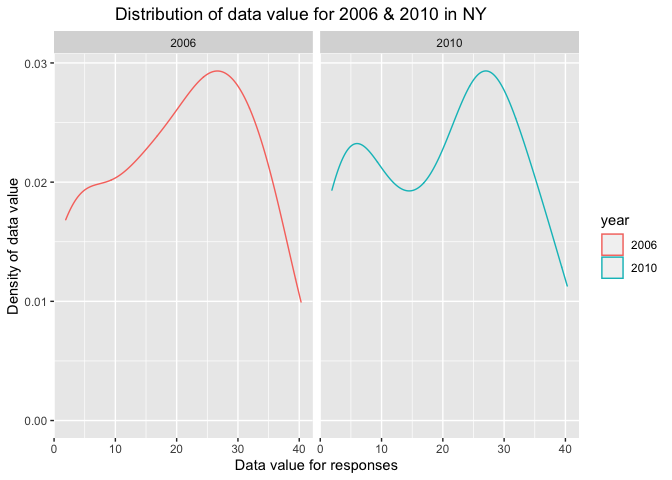 Distribution of data value for 2006 & 2010 in NY
2006
2010
Density of data value
0.03
0.02
0.01
0.00
0 10 20 30 40
0 10 20 30 40
Data value for responses
year
2006
2010